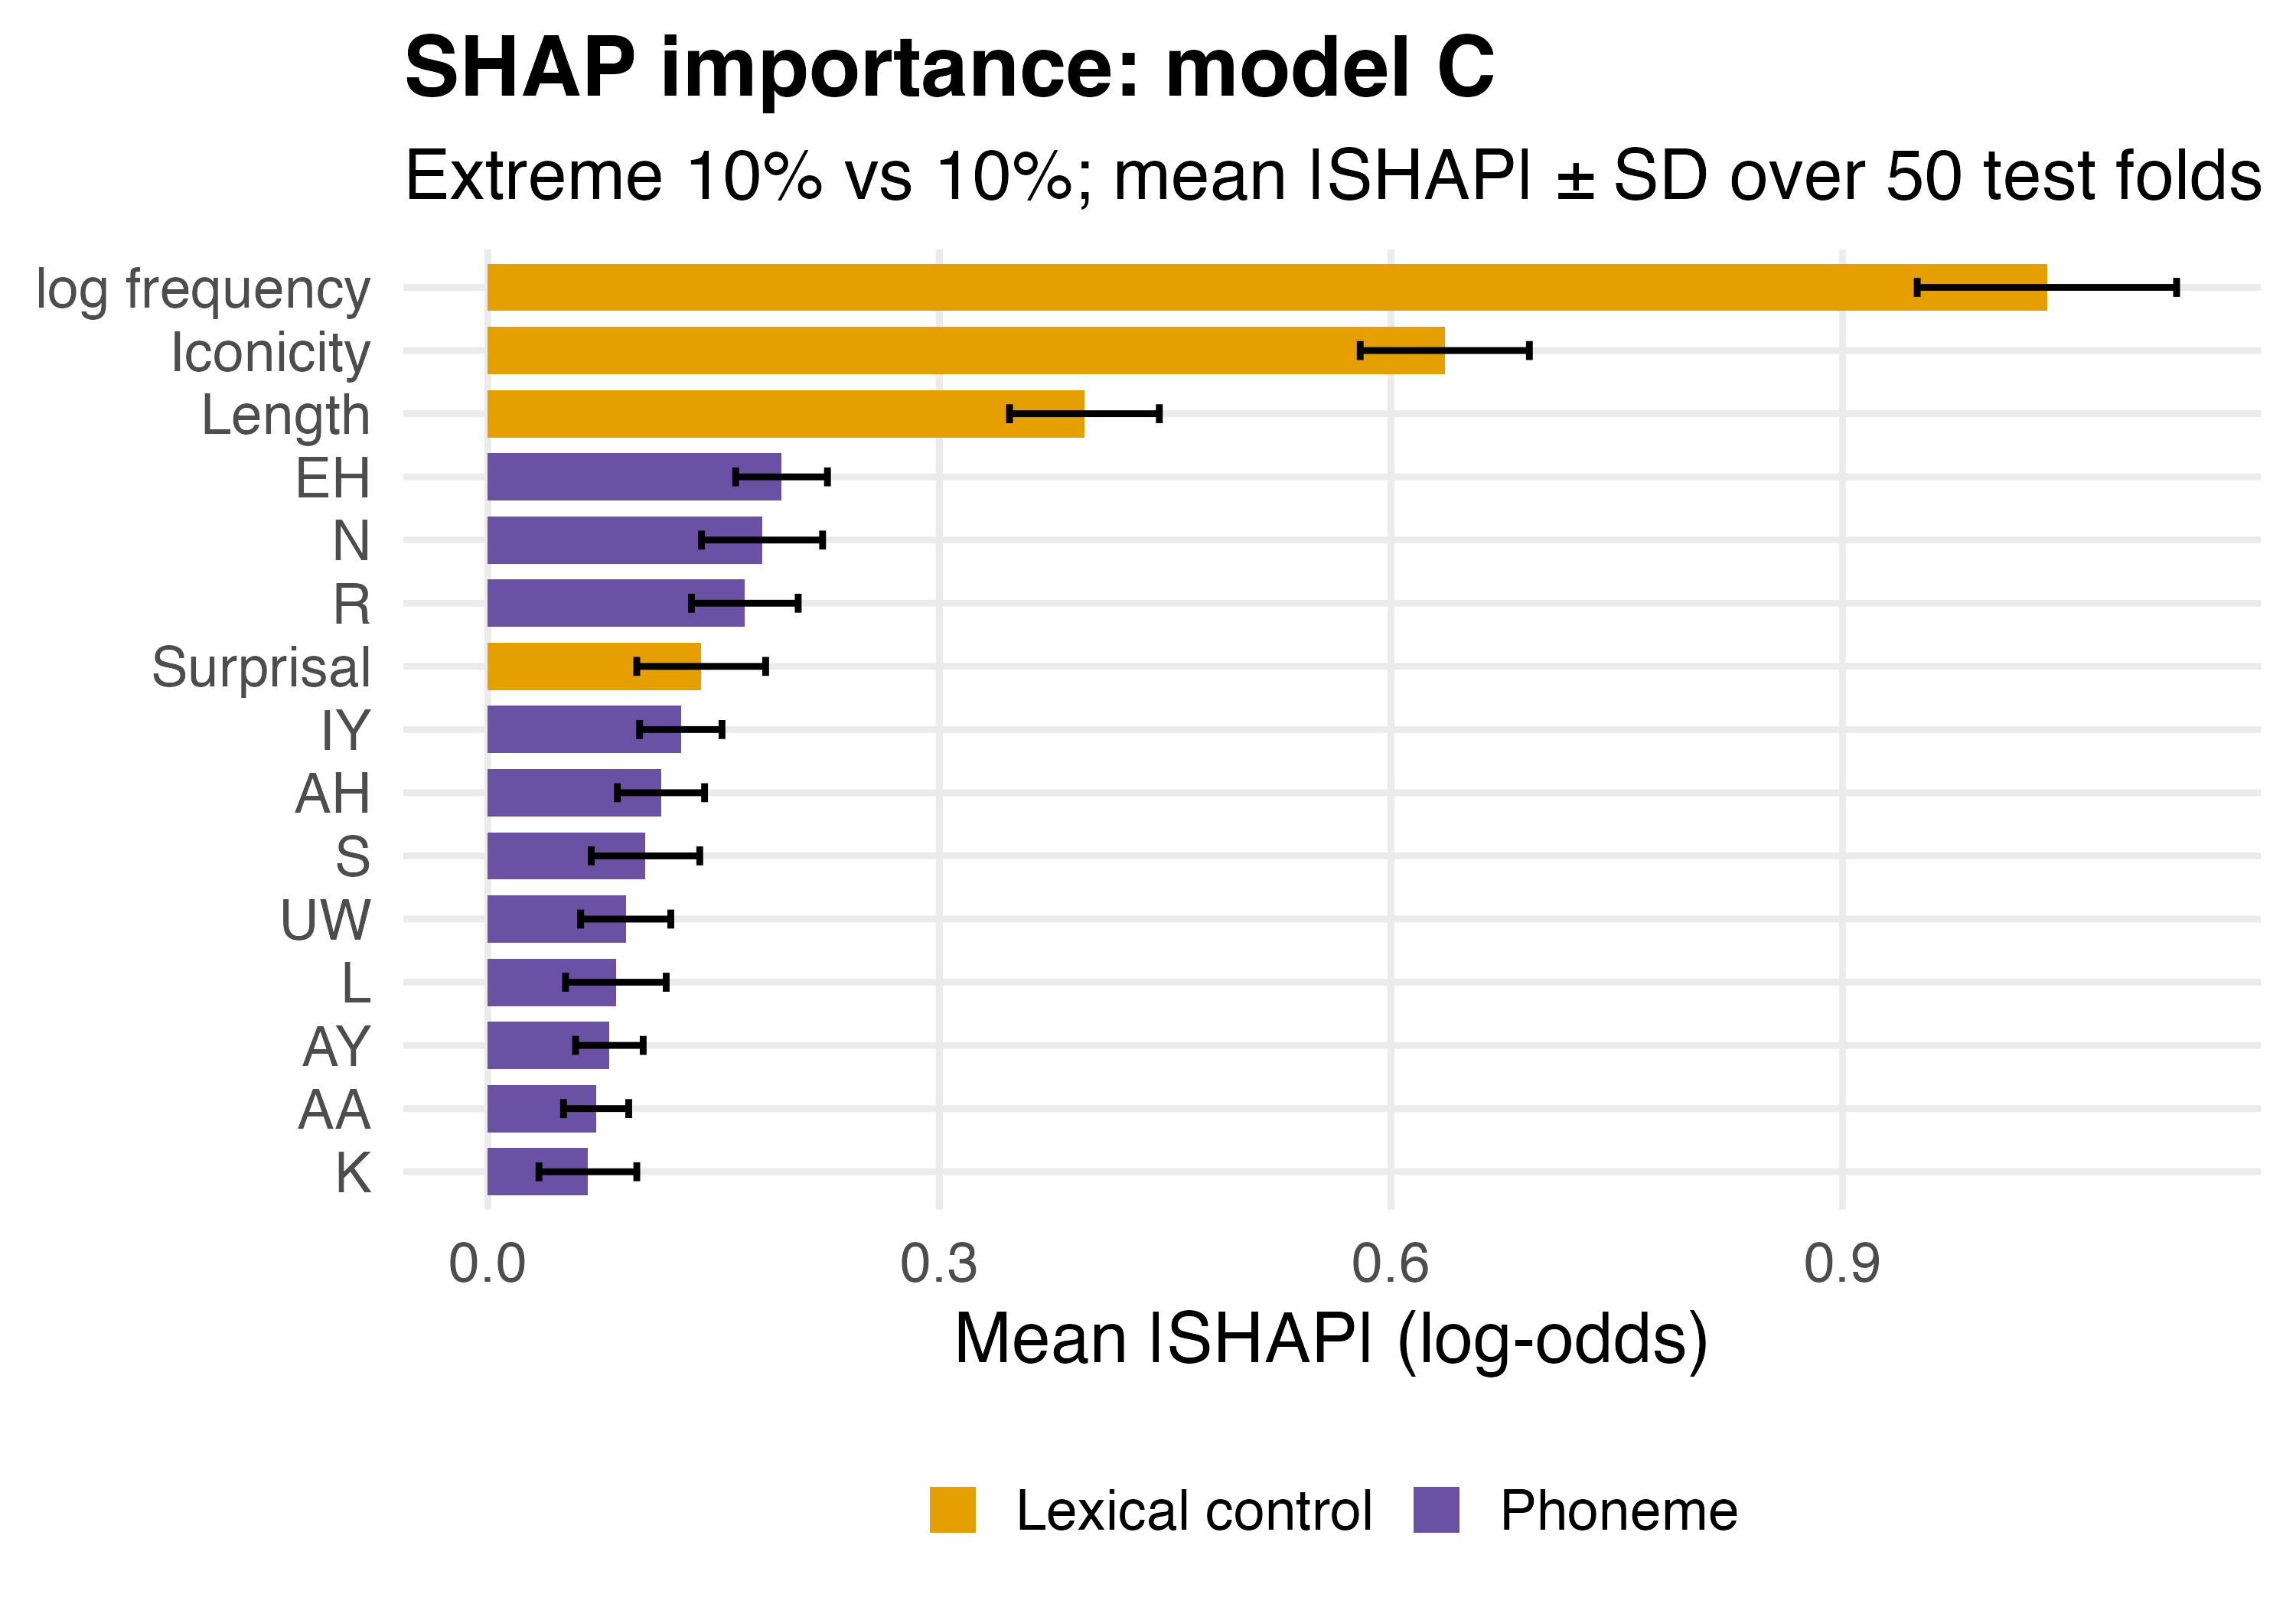 SHAP importance: model C
Extreme 10% vs 10%; mean |SHAP| ± SD over 50 test folds
log frequency
Iconicity
Length
EH
N
R
Surprisal
IY
AH
S
UW
L
AY
AA
K
0.0 0.3 0.6 0.9
Mean |SHAP| (log-odds)
Lexical control Phoneme